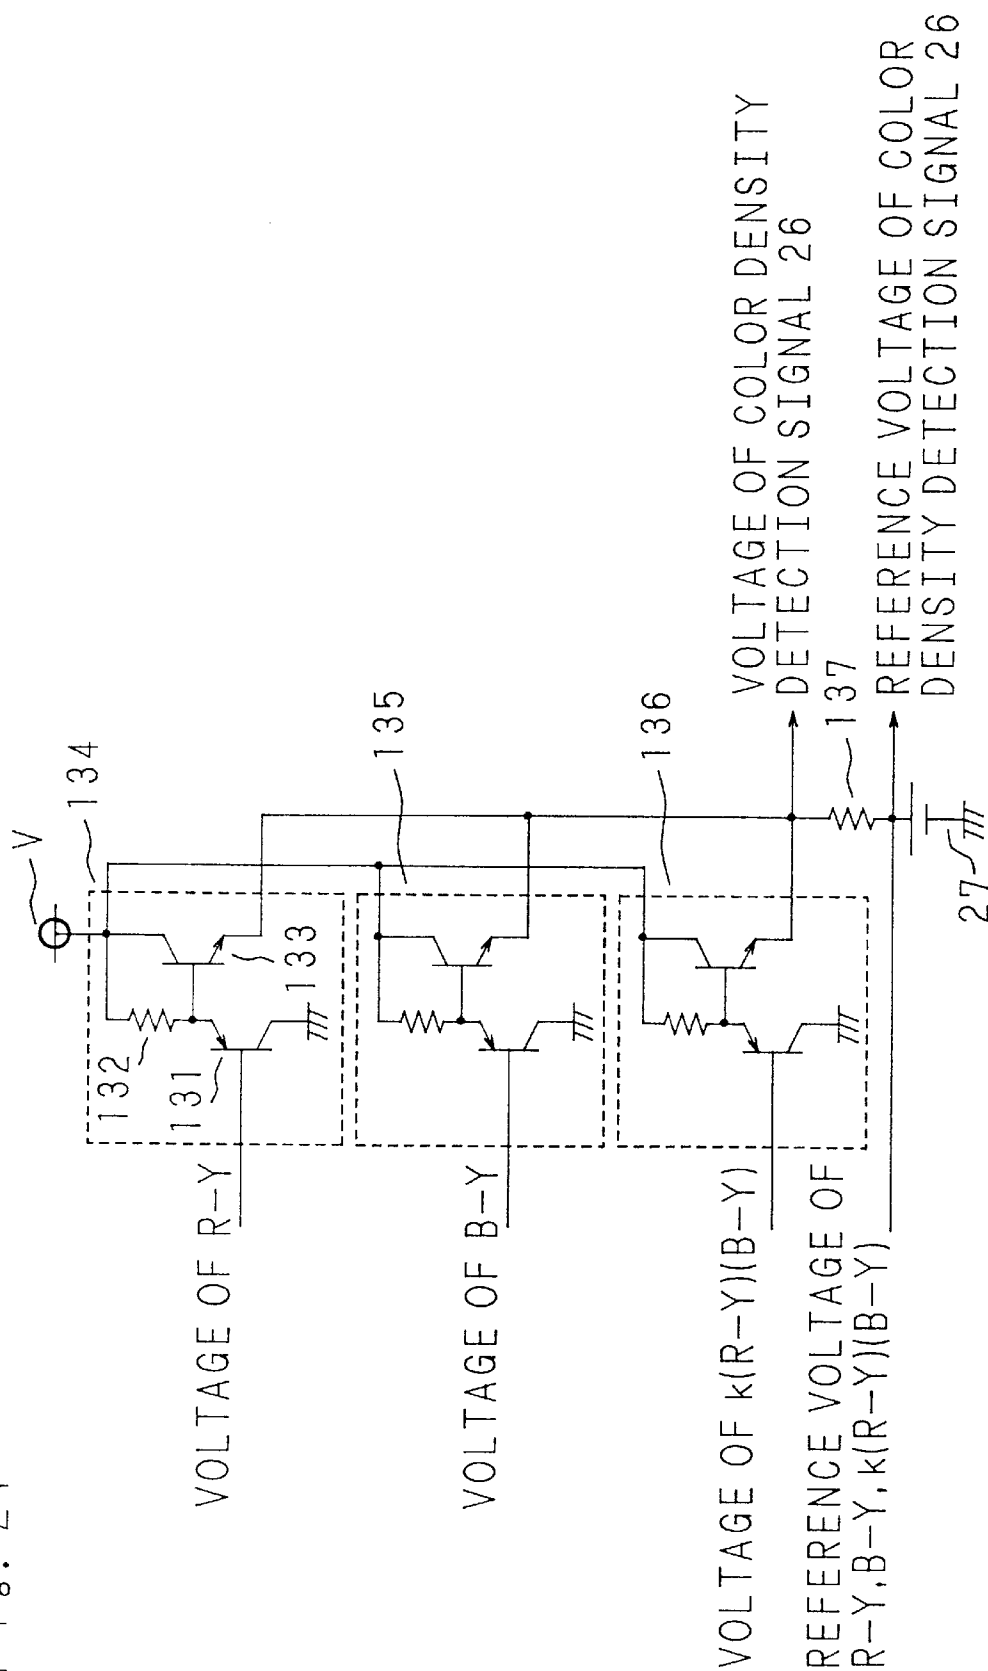 V
134
132
131
133
135
136
VOLTAGE OF R-Y
VOLTAGE OF B-Y
VOLTAGE OF k(R-Y)(B-Y)
REFERENCE VOLTAGE OF
R-Y,B-Y,k(R-Y)(B-Y)
VOLTAGE OF COLOR DENSITY
DETECTION SIGNAL 26
137
REFERENCE VOLTAGE OF COLOR
DENSITY DETECTION SIGNAL 26
27